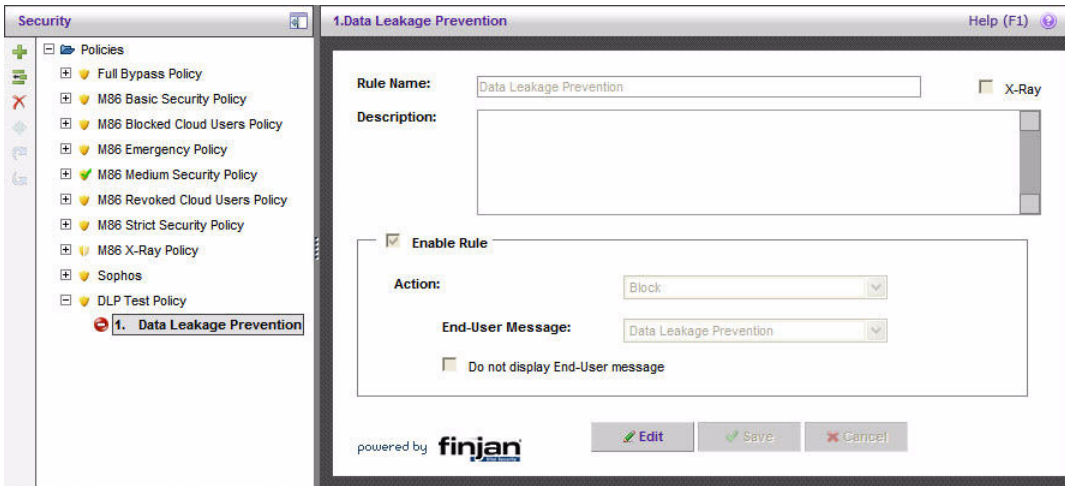 Security
Policies
Full Bypass Policy
M86 Basic Security Policy
M86 Blocked Cloud Users Policy
M86 Emergency Policy
M86 Medium Security Policy
M86 Revoked Cloud Users Policy
M86 Strict Security Policy
M86 X-Ray Policy
Sophos
DLP Test Policy
1. Data Leakage Prevention
1.Data Leakage Prevention
Help (F1)
Rule Name:
Data Leakage Prevention
X-Ray
Description:
Enable Rule
Action:
Block
End-User Message:
Data Leakage Prevention
Do not display End-User message
powered by finjan
Edit
Save
Cancel